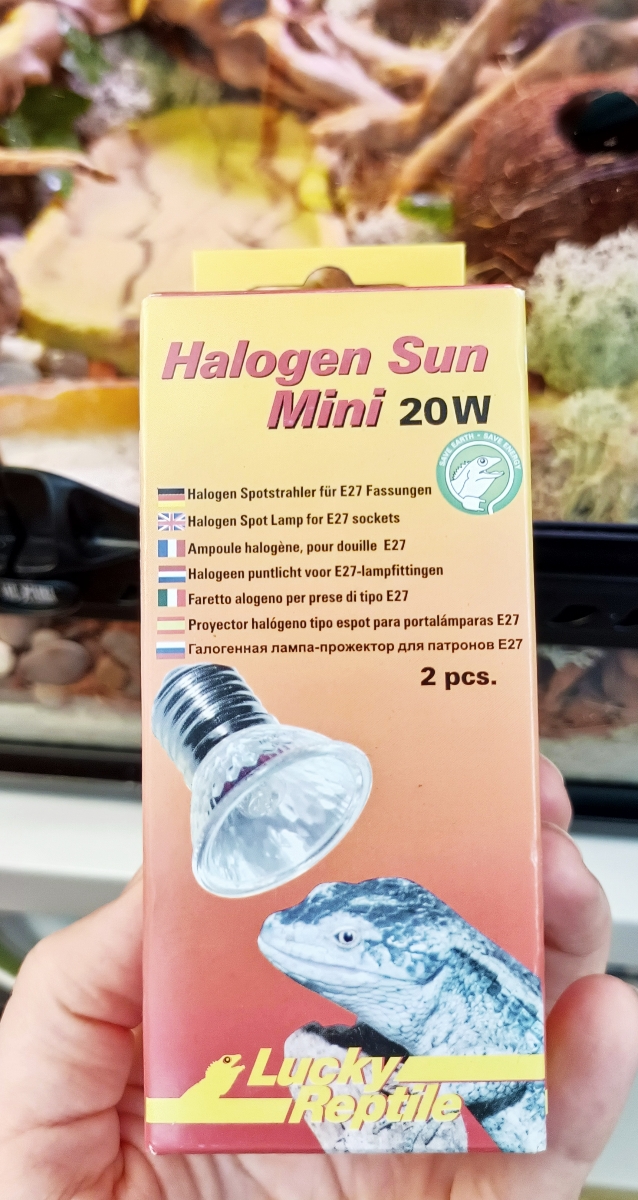 Halogen Sun
Mini 20W
SAVE EARTH • SAVE ENERGY
Halogen Spotstrahler für E27 Fassungen
Halogen Spot Lamp for E27 sockets
Ampoule halogène, pour douille E27
Halogeen puntlicht voor E27-lampfittingen
Faretto alogeno per prese di tipo E27
Proyector halógeno tipo espot para portalámparas E27
Галогенная лампа-прожектор для патронов E27
2 pcs.
Lucky
Reptile